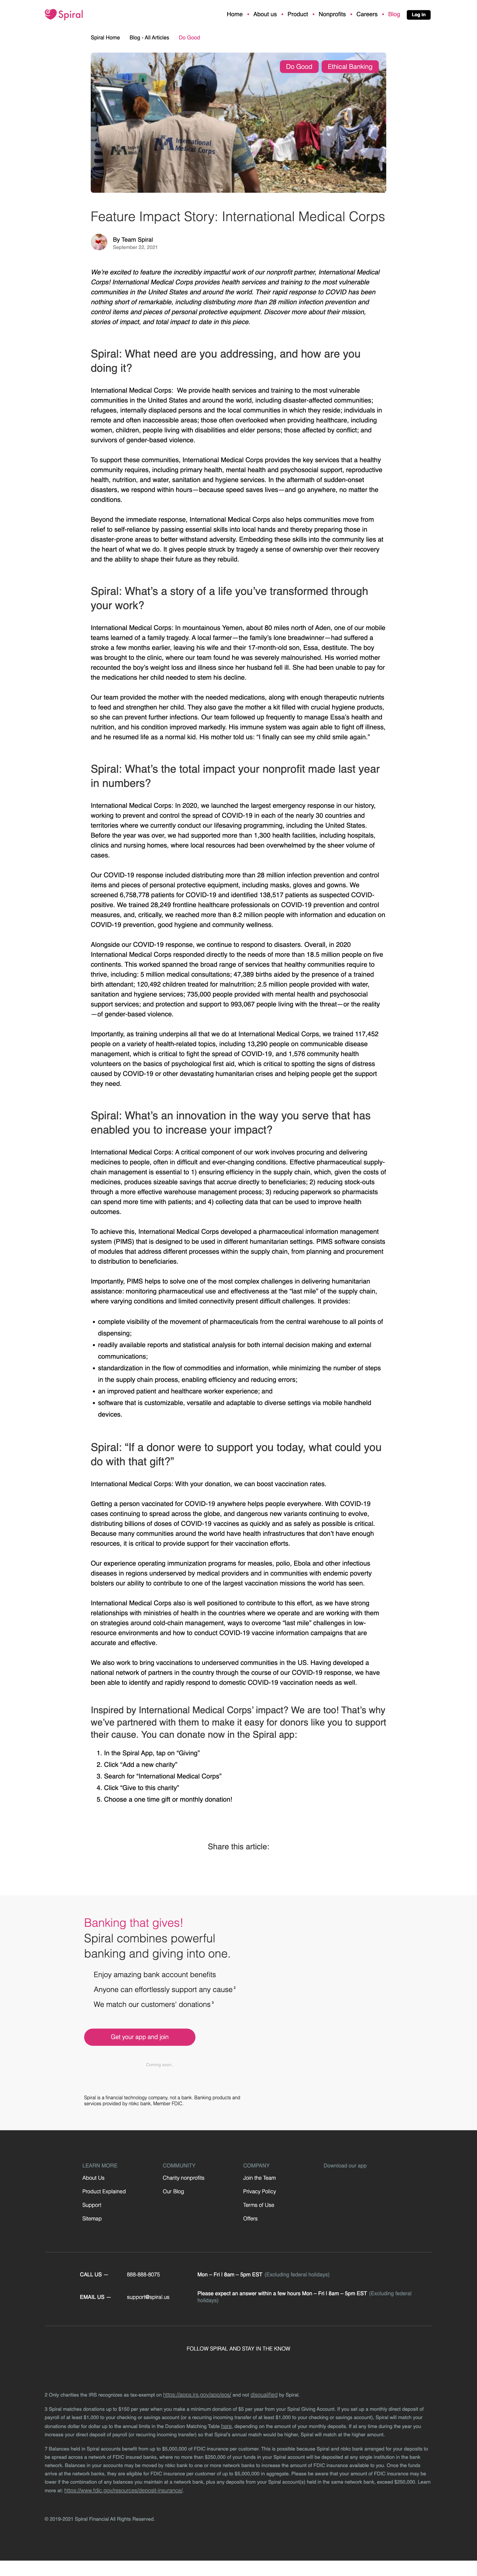 Spiral
Home • About us • Product • Nonprofits • Careers • Blog
Log in
Spiral Home Blog - All Articles Do Good
Do Good Ethical Banking
International Medical Corps
Feature Impact Story: International Medical Corps
By Team Spiral
September 22, 2021
We're excited to feature the incredibly impactful work of our nonprofit partner, International Medical
Corps! International Medical Corps provides health services and training to the most vulnerable
communities in the United States and around the world. Their rapid response to COVID has been
nothing short of remarkable, including distributing more than 28 million infection prevention and
control items and pieces of personal protective equipment. Discover more about their mission,
stories of impact, and total impact to date in this piece.
Spiral: What need are you addressing, and how are you
doing it?
International Medical Corps:  We provide health services and training to the most vulnerable
communities in the United States and around the world, including disaster-affected communities;
refugees, internally displaced persons and the local communities in which they reside; individuals in
remote and often inaccessible areas; those often overlooked when providing healthcare, including
women, children, people living with disabilities and elder persons; those affected by conflict; and
survivors of gender-based violence.
To support these communities, International Medical Corps provides the key services that a healthy
community requires, including primary health, mental health and psychosocial support, reproductive
health, nutrition, and water, sanitation and hygiene services. In the aftermath of sudden-onset
disasters, we respond within hours—because speed saves lives—and go anywhere, no matter the
conditions.
Beyond the immediate response, International Medical Corps also helps communities move from
relief to self-reliance by passing essential skills into local hands and thereby preparing those in
disaster-prone areas to better withstand adversity. Embedding these skills into the community lies at
the heart of what we do. It gives people struck by tragedy a sense of ownership over their recovery
and the ability to shape their future as they rebuild.
Spiral: What's a story of a life you've transformed through
your work?
International Medical Corps: In mountainous Yemen, about 80 miles north of Aden, one of our mobile
teams learned of a family tragedy. A local farmer—the family's lone breadwinner—had suffered a
stroke a few months earlier, leaving his wife and their 17-month-old son, Essa, destitute. The boy
was brought to the clinic, where our team found he was severely malnourished. His worried mother
recounted the boy's weight loss and illness since her husband fell ill. She had been unable to pay for
the medications her child needed to stem his decline.
Our team provided the mother with the needed medications, along with enough therapeutic nutrients
to feed and strengthen her child. They also gave the mother a kit filled with crucial hygiene products,
so she can prevent further infections. Our team followed up frequently to manage Essa's health and
nutrition, and his condition improved markedly. His immune system was again able to fight off illness,
and he resumed life as a normal kid. His mother told us: "I finally can see my child smile again."
Spiral: What's the total impact your nonprofit made last year
in numbers?
International Medical Corps: In 2020, we launched the largest emergency response in our history,
working to prevent and control the spread of COVID-19 in each of the nearly 30 countries and
territories where we currently conduct our lifesaving programming, including the United States.
Before the year was over, we had supported more than 1,300 health facilities, including hospitals,
clinics and nursing homes, where local resources had been overwhelmed by the sheer volume of
cases.
Our COVID-19 response included distributing more than 28 million infection prevention and control
items and pieces of personal protective equipment, including masks, gloves and gowns. We
screened 6,758,778 patients for COVID-19 and identified 138,517 patients as suspected COVID-
positive. We trained 28,249 frontline healthcare professionals on COVID-19 prevention and control
measures, and, critically, we reached more than 8.2 million people with information and education on
COVID-19 prevention, good hygiene and community wellness.
Alongside our COVID-19 response, we continue to respond to disasters. Overall, in 2020
International Medical Corps responded directly to the needs of more than 18.5 million people on five
continents. This worked spanned the broad range of services that healthy communities require to
thrive, including: 5 million medical consultations; 47,389 births aided by the presence of a trained
birth attendant; 120,492 children treated for malnutrition; 2.5 million people provided with water,
sanitation and hygiene services; 735,000 people provided with mental health and psychosocial
support services; and protection and support to 993,067 people living with the threat—or the reality
—of gender-based violence.
Importantly, as training underpins all that we do at International Medical Corps, we trained 117,452
people on a variety of health-related topics, including 13,290 people on communicable disease
management, which is critical to fight the spread of COVID-19, and 1,576 community health
volunteers on the basics of psychological first aid, which is critical to spotting the signs of distress
caused by COVID-19 or other devastating humanitarian crises and helping people get the support
they need.
Spiral: What's an innovation in the way you serve that has
enabled you to increase your impact?
International Medical Corps: A critical component of our work involves procuring and delivering
medicines to people, often in difficult and ever-changing conditions. Effective pharmaceutical supply-
chain management is essential to 1) ensuring efficiency in the supply chain, which, given the costs of
medicines, produces sizeable savings that accrue directly to beneficiaries; 2) reducing stock-outs
through a more effective warehouse management process; 3) reducing paperwork so pharmacists
can spend more time with patients; and 4) collecting data that can be used to improve health
outcomes.
To achieve this, International Medical Corps developed a pharmaceutical information management
system (PIMS) that is designed to be used in different humanitarian settings. PIMS software consists
of modules that address different processes within the supply chain, from planning and procurement
to distribution to beneficiaries.
Importantly, PIMS helps to solve one of the most complex challenges in delivering humanitarian
assistance: monitoring pharmaceutical use and effectiveness at the "last mile" of the supply chain,
where varying conditions and limited connectivity present difficult challenges. It provides:
• complete visibility of the movement of pharmaceuticals from the central warehouse to all points of
dispensing;
• readily available reports and statistical analysis for both internal decision making and external
communications;
• standardization in the flow of commodities and information, while minimizing the number of steps
in the supply chain process, enabling efficiency and reducing errors;
• an improved patient and healthcare worker experience; and
• software that is customizable, versatile and adaptable to diverse settings via mobile handheld
devices.
Spiral: "If a donor were to support you today, what could you
do with that gift?"
International Medical Corps: With your donation, we can boost vaccination rates.
Getting a person vaccinated for COVID-19 anywhere helps people everywhere. With COVID-19
cases continuing to spread across the globe, and dangerous new variants continuing to evolve,
distributing billions of doses of COVID-19 vaccines as quickly and as safely as possible is critical.
Because many communities around the world have health infrastructures that don't have enough
resources, it is critical to provide support for their vaccination efforts.
Our experience operating immunization programs for measles, polio, Ebola and other infectious
diseases in regions underserved by medical providers and in communities with endemic poverty
bolsters our ability to contribute to one of the largest vaccination missions the world has seen.
International Medical Corps also is well positioned to contribute to this effort, as we have strong
relationships with ministries of health in the countries where we operate and are working with them
on strategies around cold-chain management, ways to overcome "last mile" challenges in low-
resource environments and how to conduct COVID-19 vaccine information campaigns that are
accurate and effective.
We also work to bring vaccinations to underserved communities in the US. Having developed a
national network of partners in the country through the course of our COVID-19 response, we have
been able to identify and rapidly respond to domestic COVID-19 vaccination needs as well.
Inspired by International Medical Corps' impact? We are too! That's why
we've partnered with them to make it easy for donors like you to support
their cause. You can donate now in the Spiral app:
1. In the Spiral App, tap on "Giving"
2. Click "Add a new charity"
3. Search for "International Medical Corps"
4. Click "Give to this charity"
5. Choose a one time gift or monthly donation!
Share this article:
Banking that gives!
Spiral combines powerful
banking and giving into one.
Enjoy amazing bank account benefits
Anyone can effortlessly support any cause
We match our customers' donations
Get your app and join
Coming soon...
Spiral is a financial technology company, not a bank. Banking products and
services provided by nbkc bank, Member FDIC.
LEARN MORE COMMUNITY COMPANY Download our app
About Us Charity nonprofits Join the Team
Product Explained Our Blog Privacy Policy
Support Terms of Use
Sitemap Offers
CALL US — 888-888-8075 Mon – Fri | 8am – 5pm EST (Excluding federal holidays)
EMAIL US — support@spiral.us Please expect an answer within a few hours Mon – Fri | 8am – 5pm EST (Excluding federal
holidays)
FOLLOW SPIRAL AND STAY IN THE KNOW
2 Only charities the IRS recognizes as tax-exempt on https://apps.irs.gov/app/eos/ and not disqualified by Spiral.
3 Spiral matches donations up to $150 per year when you make a minimum donation of $5 per year from your Spiral Giving Account. If you set up a monthly direct deposit of
payroll of at least $1,000 to your checking or savings account (or a recurring incoming transfer of at least $1,000 to your checking or savings account), Spiral will match your
donations dollar for dollar up to the annual limits in the Donation Matching Table here, depending on the amount of your monthly deposits. If at any time during the year you
increase your direct deposit of payroll (or recurring incoming transfer) so that Spiral's annual match would be higher, Spiral will match at the higher rate.
7 Balances held in Spiral accounts benefit from up to $5,000,000 of FDIC insurance per customer. This is possible because Spiral and nbkc bank arranged for your deposits to
be spread across a network of FDIC insured banks, where no more than $250,000 of your funds in your Spiral account will be deposited at any single institution in the bank
network. Balances in your accounts may be moved by nbkc bank to one or more network banks to increase the amount of FDIC insurance available to you. Once the funds
arrive at the network banks, they are eligible for FDIC insurance per customer of up to $5,000,000 in aggregate. Please be aware that your amount of FDIC insurance may be
lower if the combination of any balances you maintain at a network bank, plus any deposits from your Spiral account(s) held in the same network bank, exceed $250,000. Learn
more at: https://www.fdic.gov/resources/deposit-insurance/.
© 2019-2021 Spiral Financial All Rights Reserved.